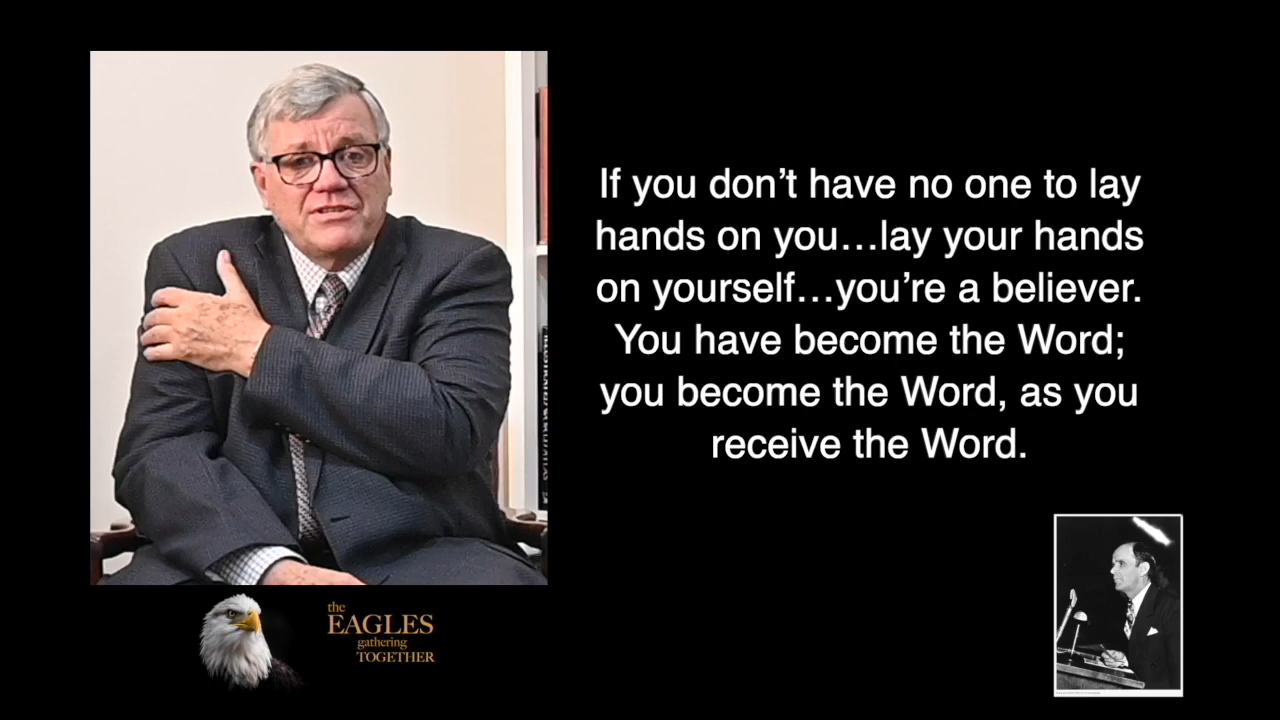 If you don’t have no one to lay
hands on you…lay your hands
on yourself…you’re a believer.
You have become the Word;
you become the Word, as you
receive the Word.
the
EAGLES
gathering
TOGETHER